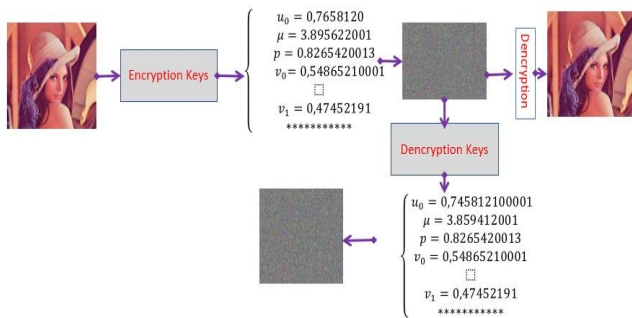 Encryption Keys
u₀ = 0,7658120
μ = 3.895622001
p = 0.8265420013
v₀ = 0,54865210001
v₁ = 0,47452191
***********
Dencryption
Dencryption Keys
u₀ = 0,745812100001
μ = 3.859412001
p = 0.8265420013
v₀ = 0,54865210001
v₁ = 0,47452191
***********